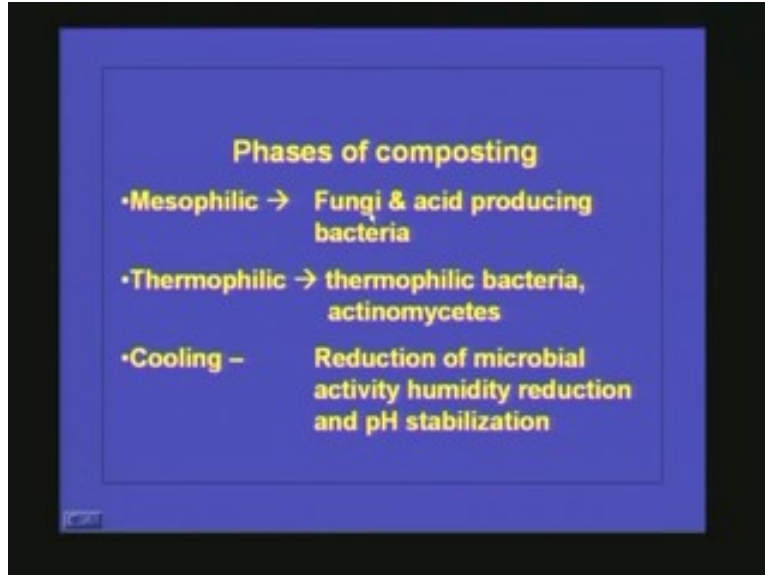 Phases of composting
•Mesophilic → Fungi & acid producing
bacteria
•Thermophilic → thermophilic bacteria,
actinomycetes
•Cooling – Reduction of microbial
activity humidity reduction
and pH stabilization